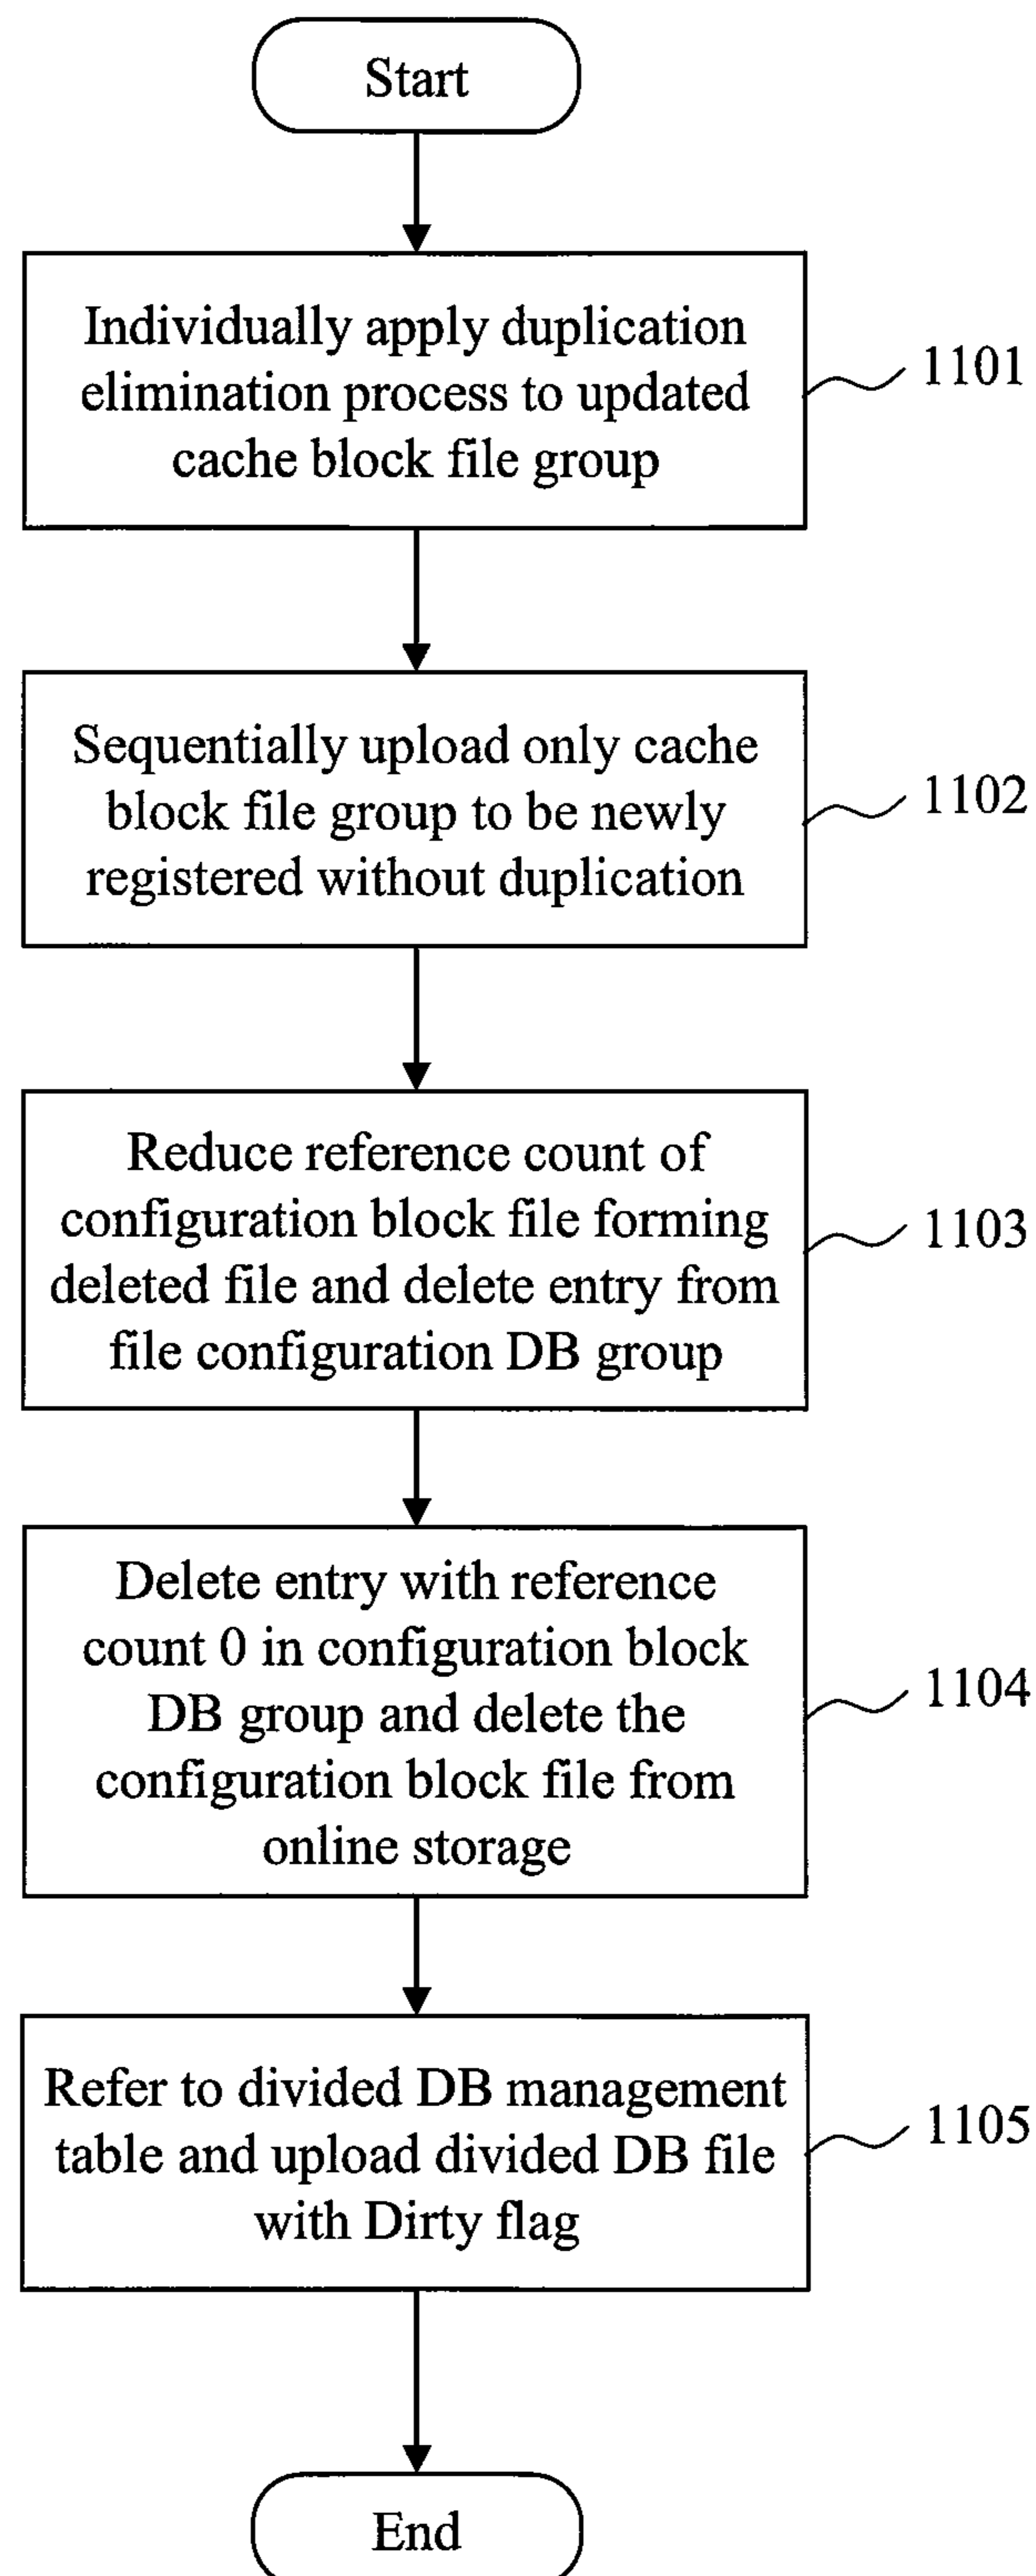 Start
Individually apply duplication
elimination process to updated
cache block file group
1101
Sequentially upload only cache
block file group to be newly
registered without duplication
1102
Reduce reference count of
configuration block file forming
deleted file and delete entry from
file configuration DB group
1103
Delete entry with reference
count 0 in configuration block
DB group and delete the
configuration block file from
online storage
1104
Refer to divided DB management
table and upload divided DB file
with Dirty flag
1105
End